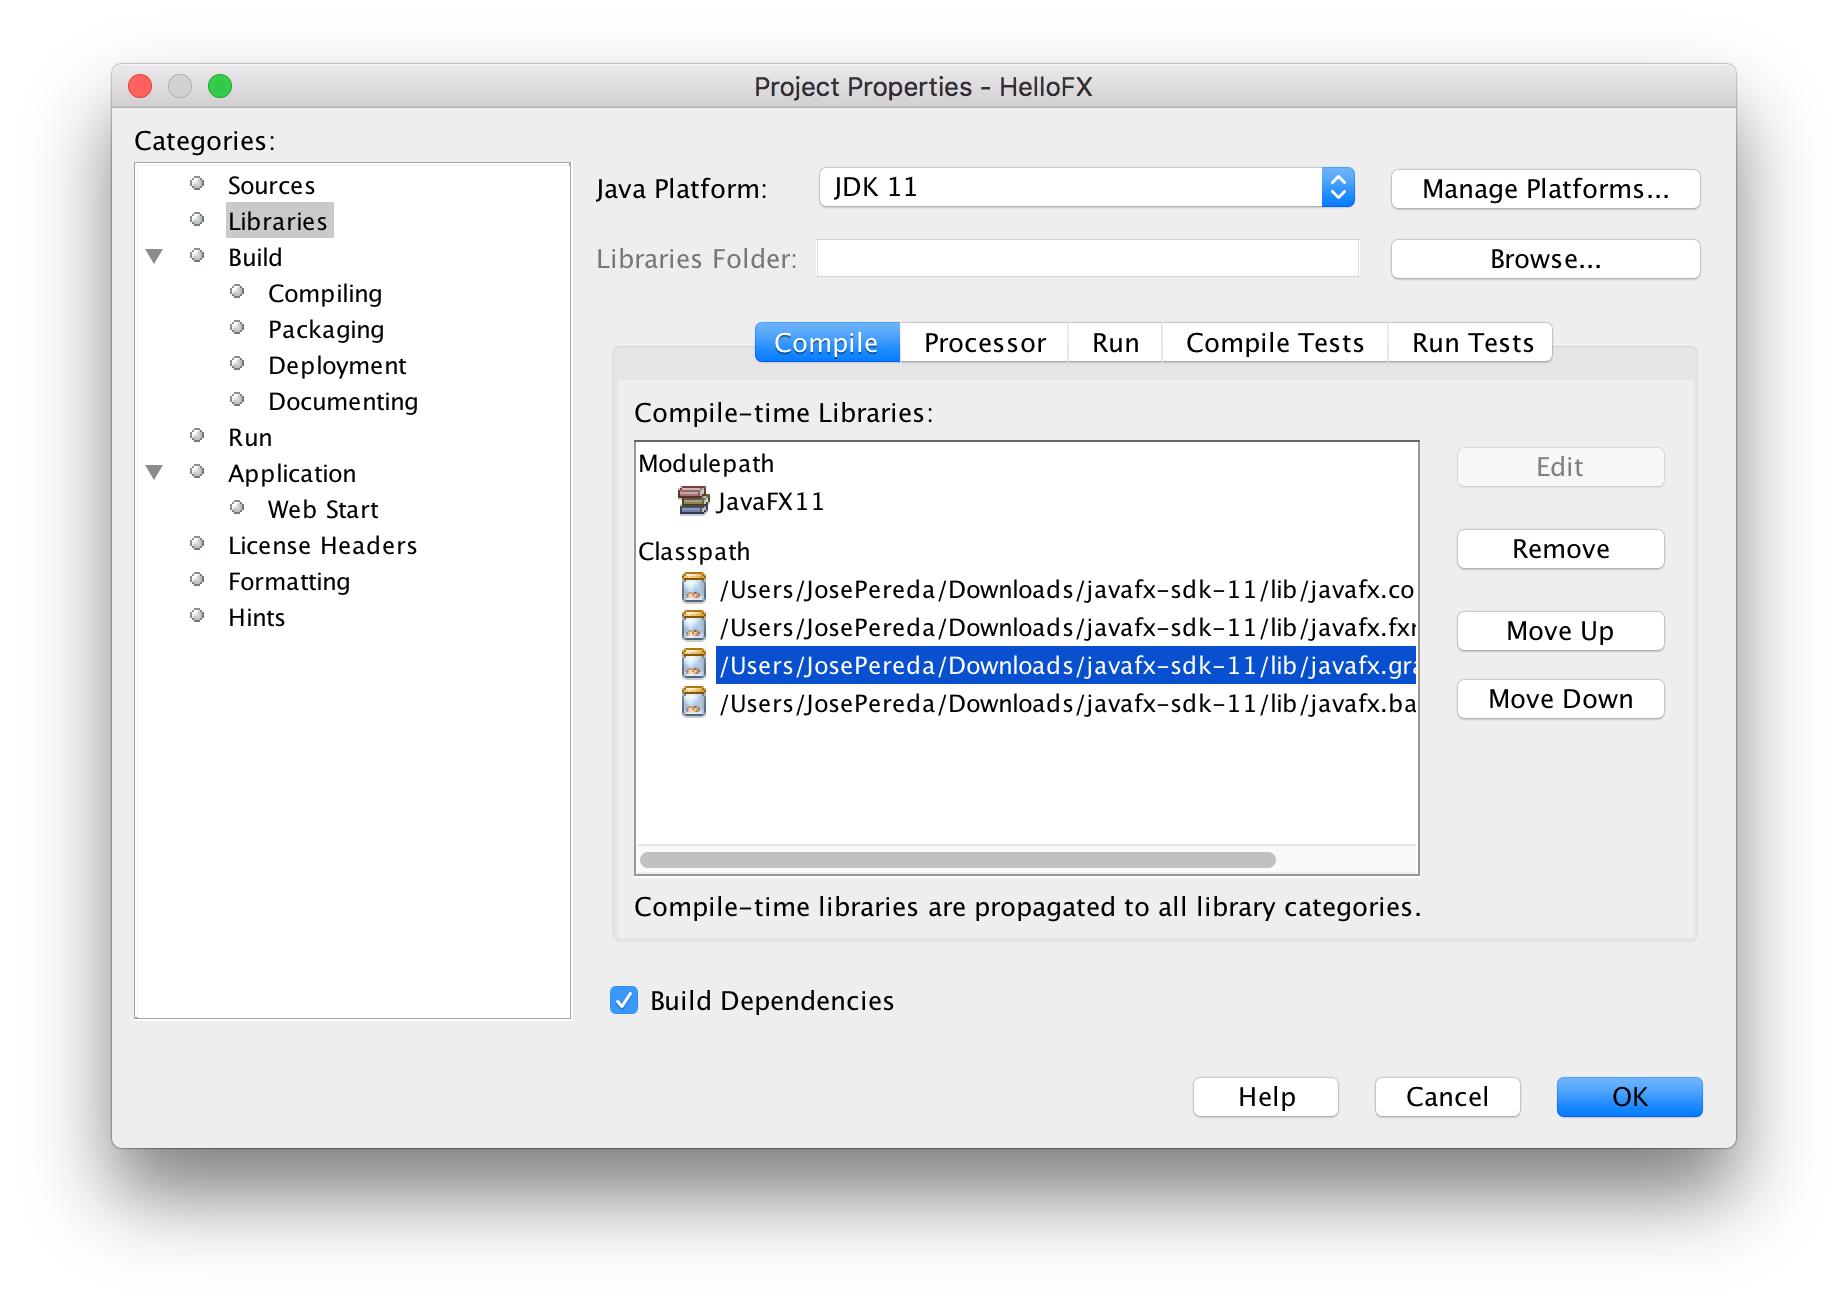 Project Properties - HelloFX
Categories:
Sources
Libraries
Build
Compiling
Packaging
Deployment
Documenting
Run
Application
Web Start
License Headers
Formatting
Hints
Java Platform: JDK 11 Manage Platforms...
Libraries Folder: Browse...
Compile Processor Run Compile Tests Run Tests
Compile-time Libraries:
Modulepath
JavaFX11
Classpath
/Users/JosePereda/Downloads/javafx-sdk-11/lib/javafx.co
/Users/JosePereda/Downloads/javafx-sdk-11/lib/javafx.fx
/Users/JosePereda/Downloads/javafx-sdk-11/lib/javafx.gra
/Users/JosePereda/Downloads/javafx-sdk-11/lib/javafx.ba
Edit
Remove
Move Up
Move Down
Compile-time libraries are propagated to all library categories.
Build Dependencies
Help Cancel OK